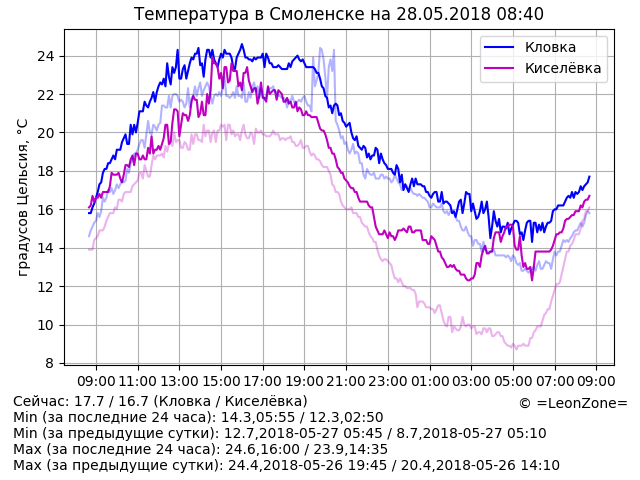 Температура в Смоленске на 28.05.2018 08:40
Кловка
Киселёвка
градусов Цельсия, °C
24
22
20
18
16
14
12
10
8
09:00 11:00 13:00 15:00 17:00 19:00 21:00 23:00 01:00 03:00 05:00 07:00 09:00
Сейчас: 17.7 / 16.7 (Кловка / Киселёвка)
© =LeonZone=
Min (за последние 24 часа): 14.3,05:55 / 12.3,02:50
Min (за предыдущие сутки): 12.7,2018-05-27 05:45 / 8.7,2018-05-27 05:10
Max (за последние 24 часа): 24.6,16:00 / 23.9,14:35
Max (за предыдущие сутки): 24.4,2018-05-26 19:45 / 20.4,2018-05-26 14:10